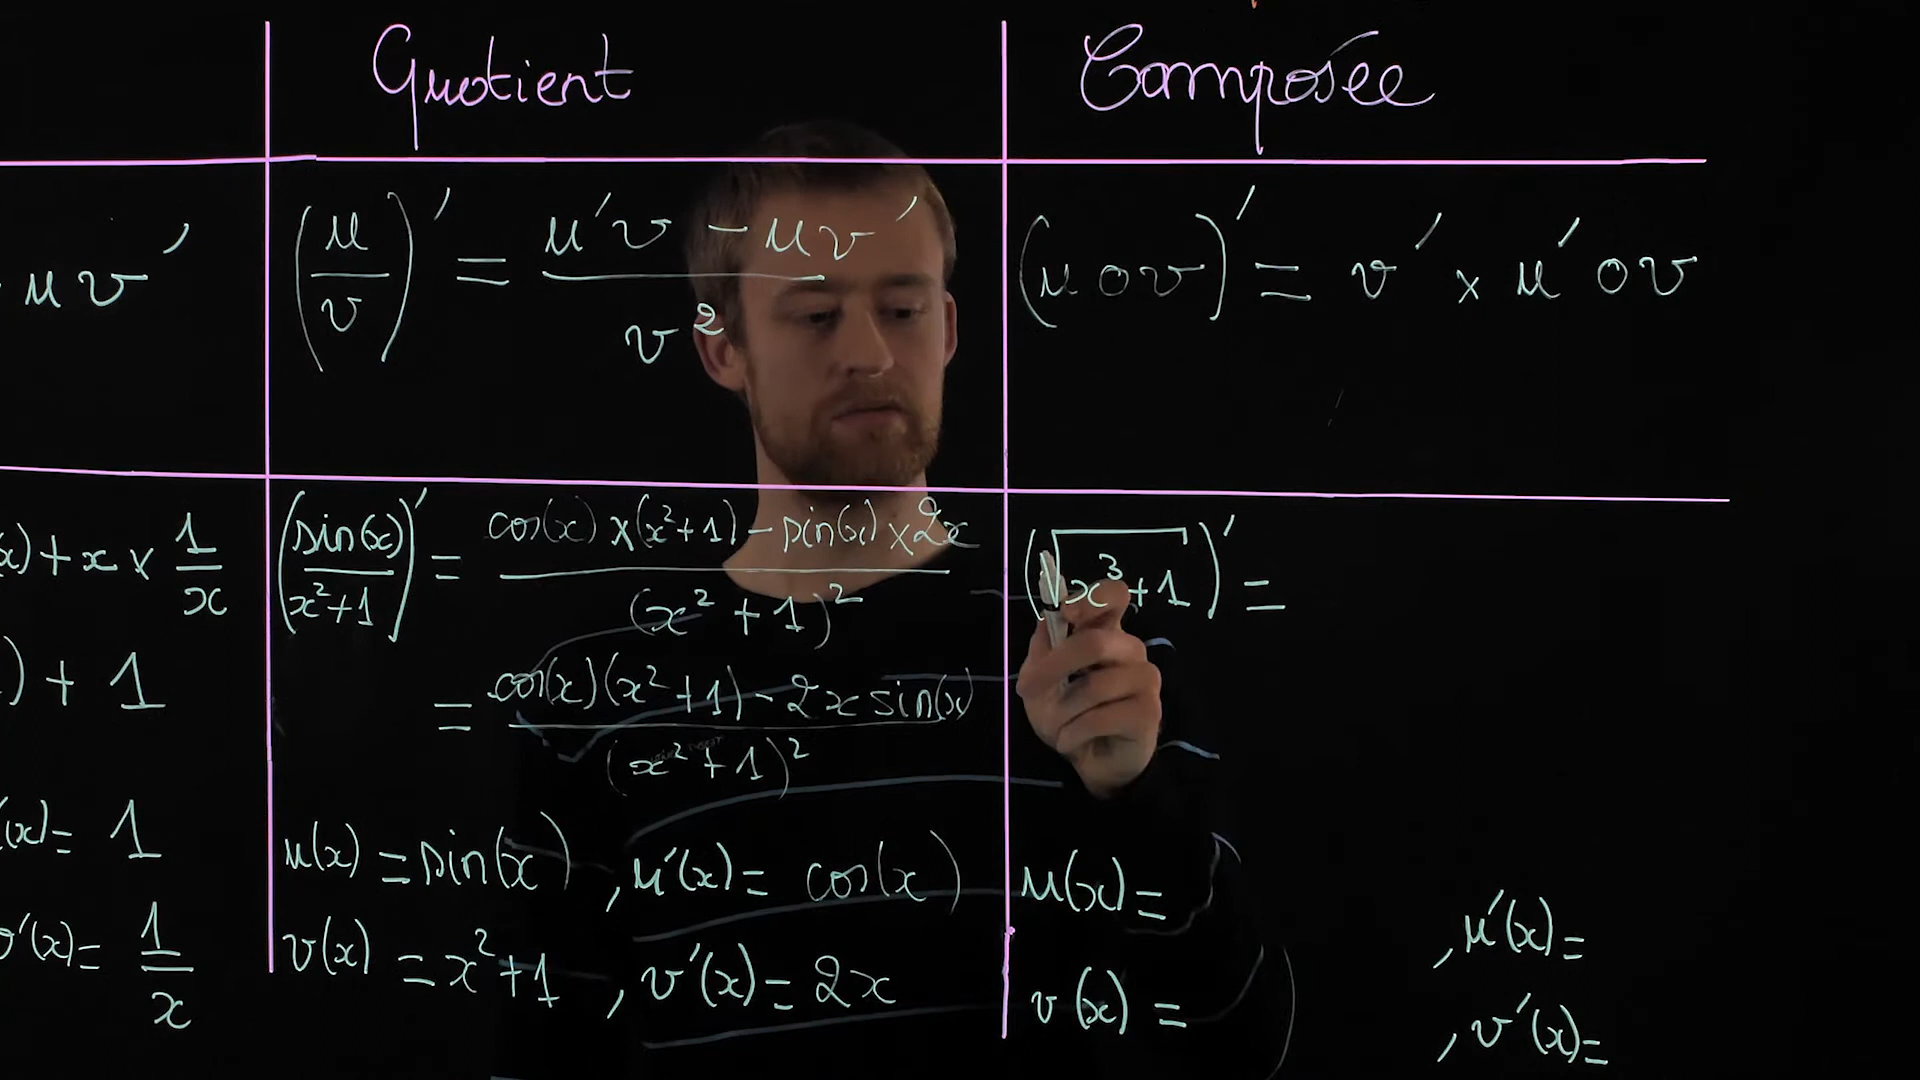 Quotient
Composée
u v'
(u/v)' = (u'v - uv')/v²
(u o v)' = v' × u' o v
x) + x × 1/x
(sin(x)/(x²+1))' = (cos(x) × (x²+1) - sin(x) × 2x)/(x²+1)²
(√(x³+1))' =
) + 1
= (cos(x)(x²+1) - 2x sin(x))/(x²+1)²
(x) = 1
u(x) = sin(x) , u'(x) = cos(x)
u(x) = , u'(x) =
v'(x) = 1/x
v(x) = x²+1 , v'(x) = 2x
v(x) = , v'(x) =